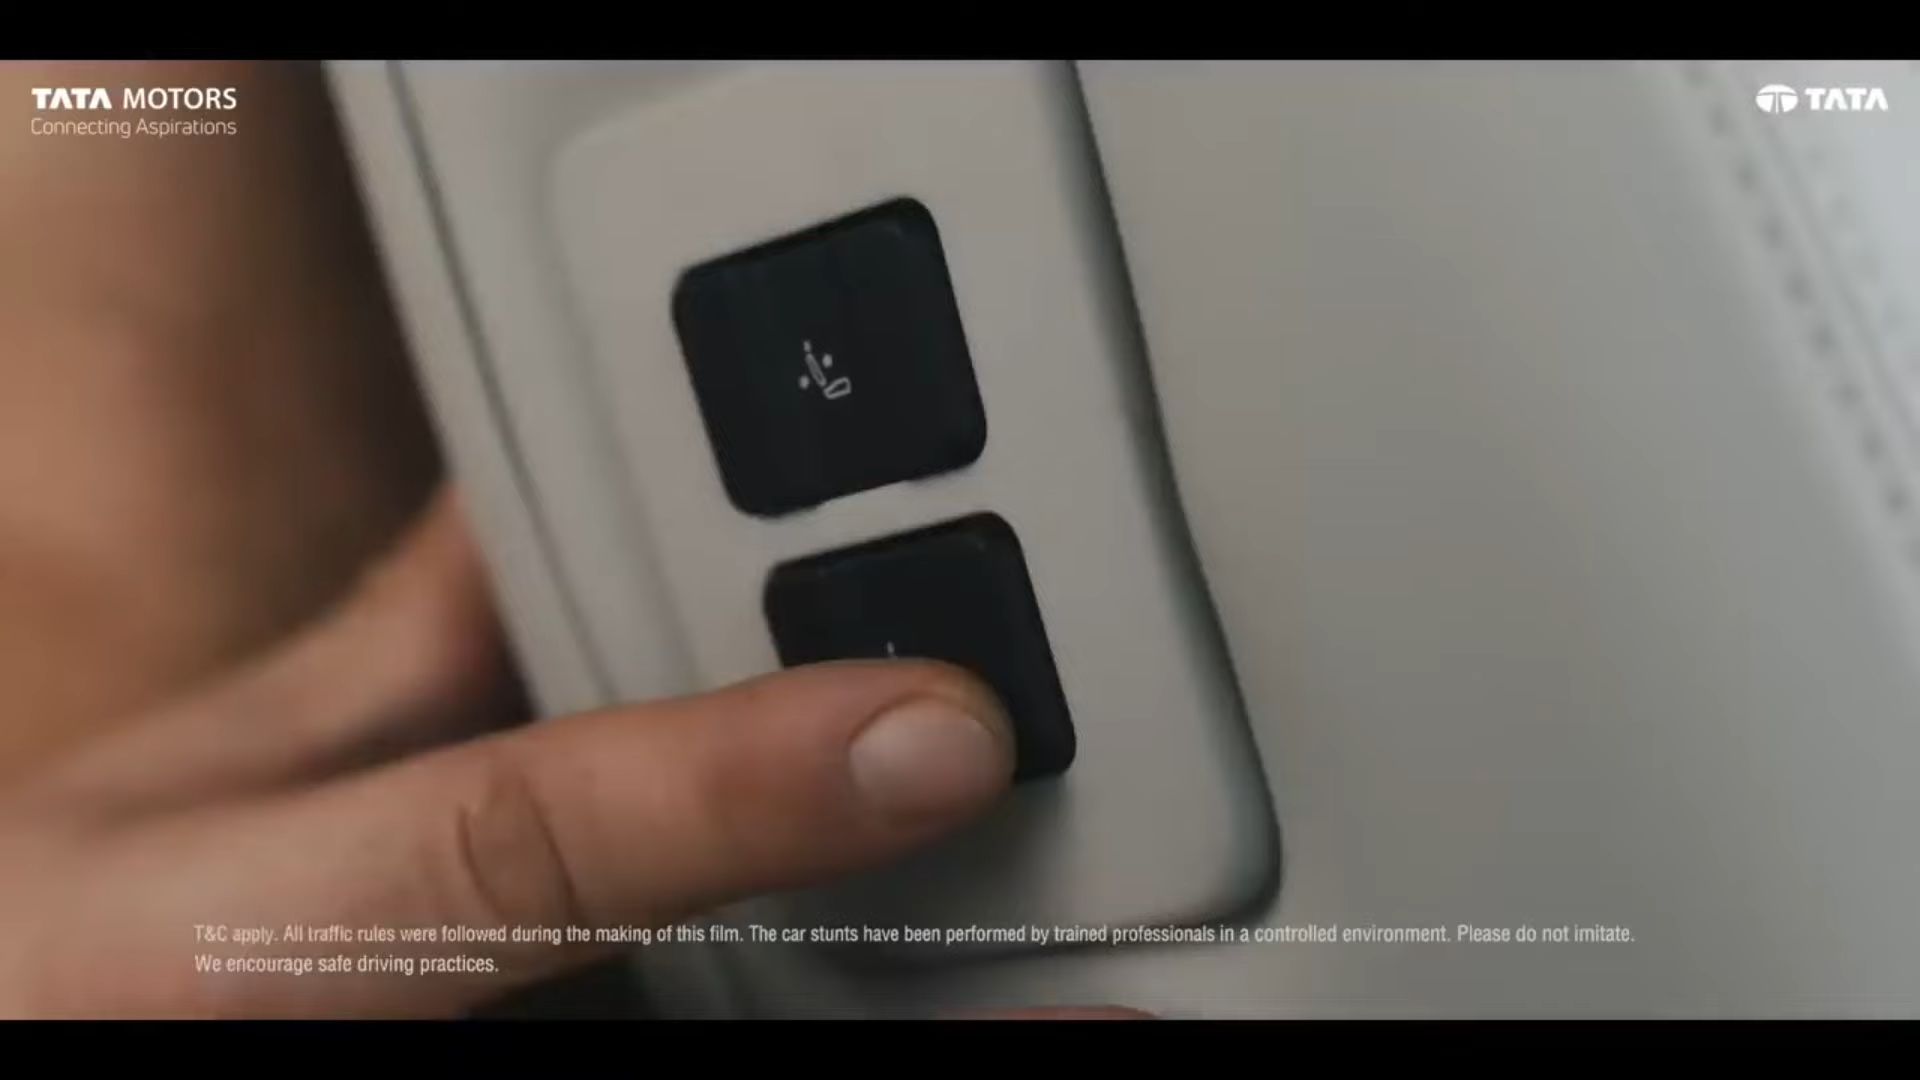 TATA MOTORS
Connecting Aspirations
TATA
T&C apply. All traffic rules were followed during the making of this film. The car stunts have been performed by trained professionals in a controlled environment. Please do not imitate.
We encourage safe driving practices.